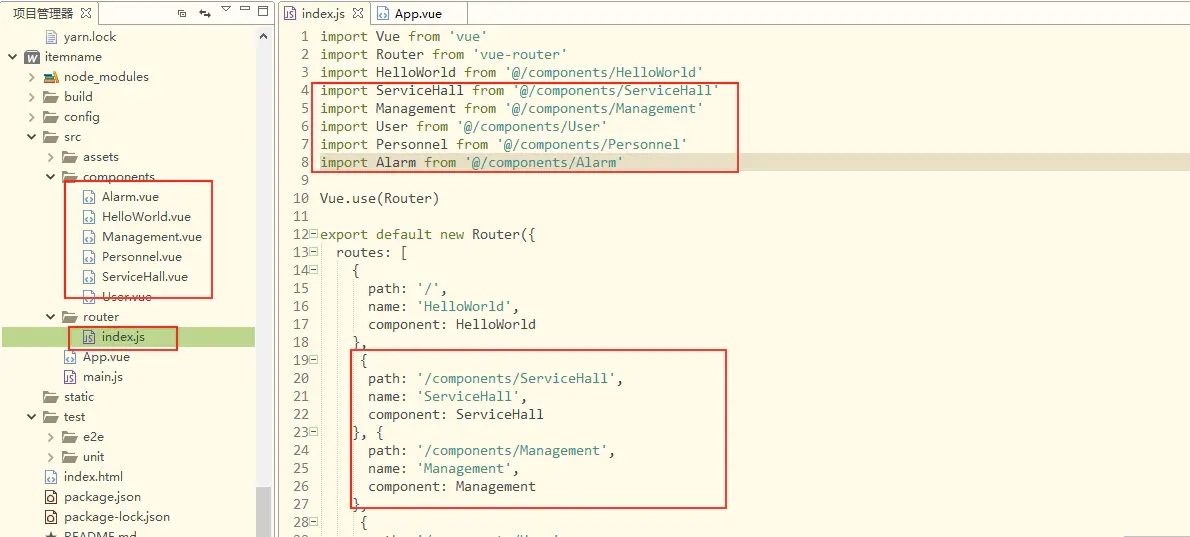 项目管理器
yarn.lock
itemname
node_modules
build
config
src
assets
components
Alarm.vue
HelloWorld.vue
Management.vue
Personnel.vue
ServiceHall.vue
User.vue
router
index.js
App.vue
main.js
static
test
e2e
unit
index.html
package.json
package-lock.json
README.md
index.js App.vue
1 import Vue from 'vue'
2 import Router from 'vue-router'
3 import HelloWorld from '@/components/HelloWorld'
4 import ServiceHall from '@/components/ServiceHall'
5 import Management from '@/components/Management'
6 import User from '@/components/User'
7 import Personnel from '@/components/Personnel'
8 import Alarm from '@/components/Alarm'
9
10 Vue.use(Router)
11
12 export default new Router({
13   routes: [
14     {
15       path: '/',
16       name: 'HelloWorld',
17       component: HelloWorld
18     },
19      {
20       path: '/components/ServiceHall',
21       name: 'ServiceHall',
22       component: ServiceHall
23     }, {
24       path: '/components/Management',
25       name: 'Management',
26       component: Management
27     },
28      {